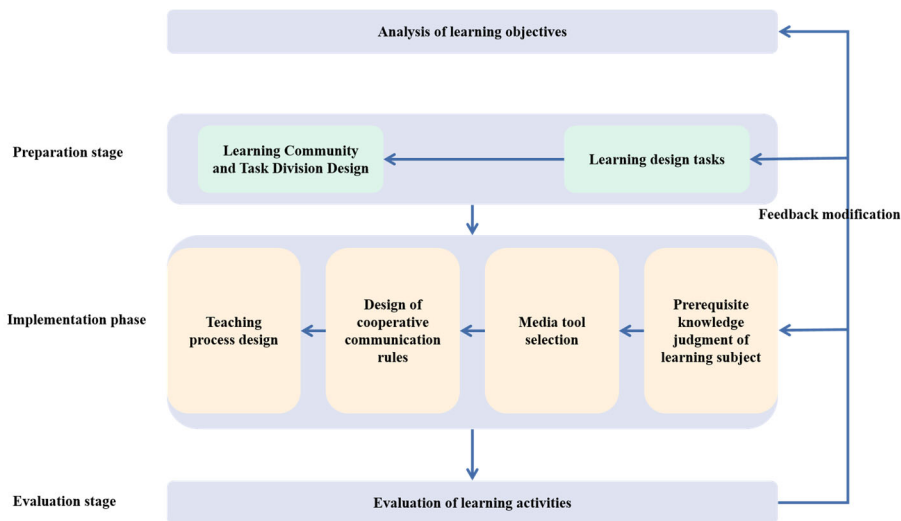 Analysis of learning objectives
Preparation stage
Learning Community
and Task Division Design
Learning design tasks
Feedback modification
Implementation phase
Teaching
process design
Design of
cooperative
communication
rules
Media tool
selection
Prerequisite
knowledge
judgment of
learning subject
Evaluation stage
Evaluation of learning activities